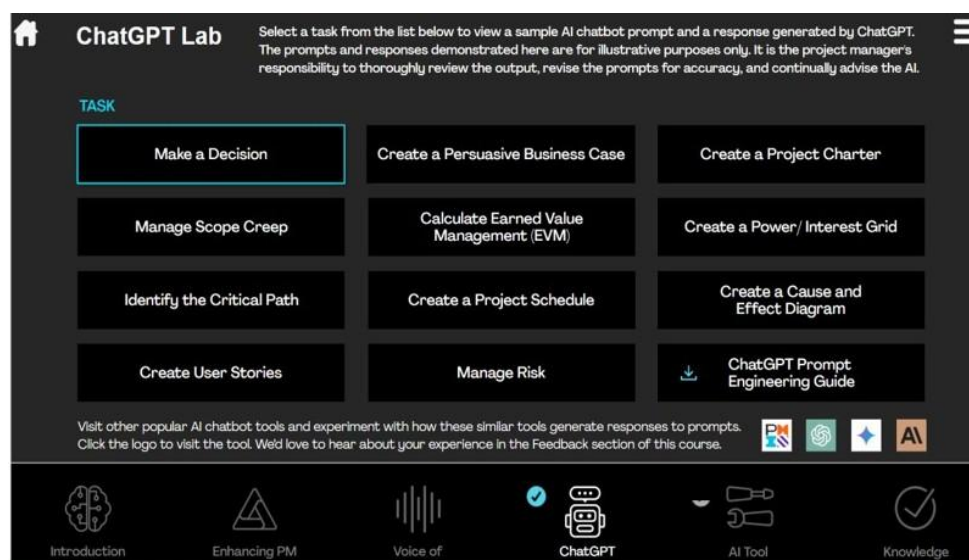 ChatGPT Lab
Select a task from the list below to view a sample AI chatbot prompt and a response generated by ChatGPT.
The prompts and responses demonstrated here are for illustrative purposes only. It is the project manager's
responsibility to thoroughly review the output, revise the prompts for accuracy, and continually advise the AI.
TASK
Make a Decision
Create a Persuasive Business Case
Create a Project Charter
Manage Scope Creep
Calculate Earned Value
Management (EVM)
Create a Power/ Interest Grid
Identify the Critical Path
Create a Project Schedule
Create a Cause and
Effect Diagram
Create User Stories
Manage Risk
ChatGPT Prompt
Engineering Guide
Visit other popular AI chatbot tools and experiment with how these similar tools generate responses to prompts.
Click the logo to visit the tool. We'd love to hear about your experience in the Feedback section of this course.
A\
Introduction
Enhancing PM
Voice of
ChatGPT
AI Tool
Knowledge